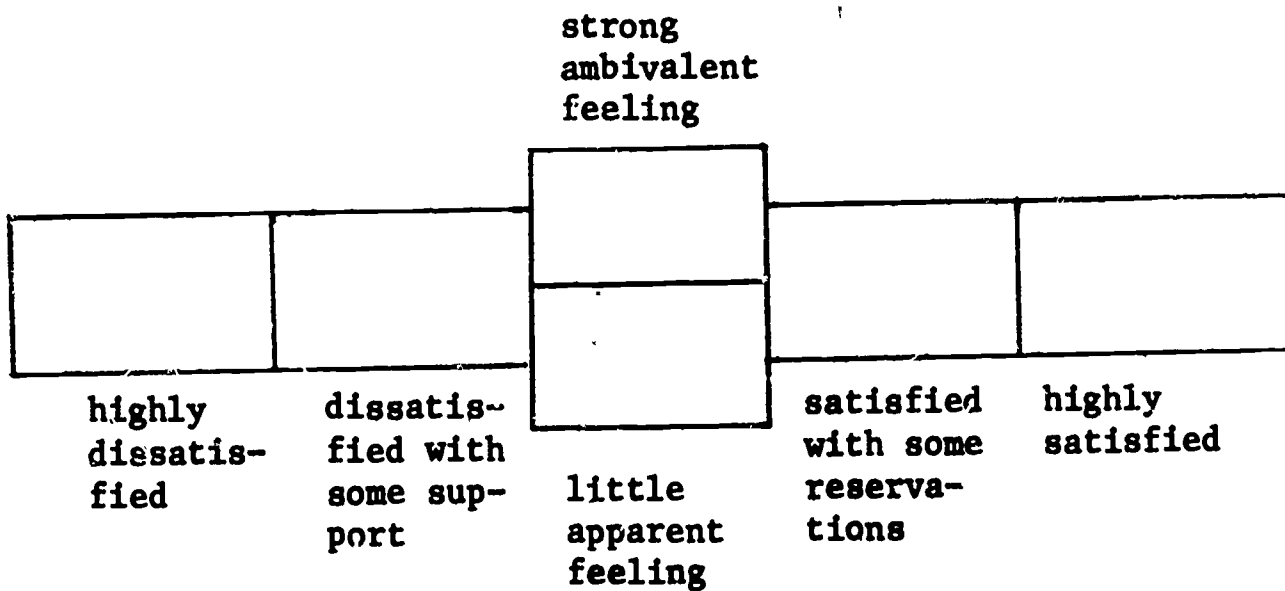 strong
ambivalent
feeling
highly
dissatis-
fied
dissatis-
fied with
some sup-
port
little
apparent
feeling
satisfied
with some
reserva-
tions
highly
satisfied